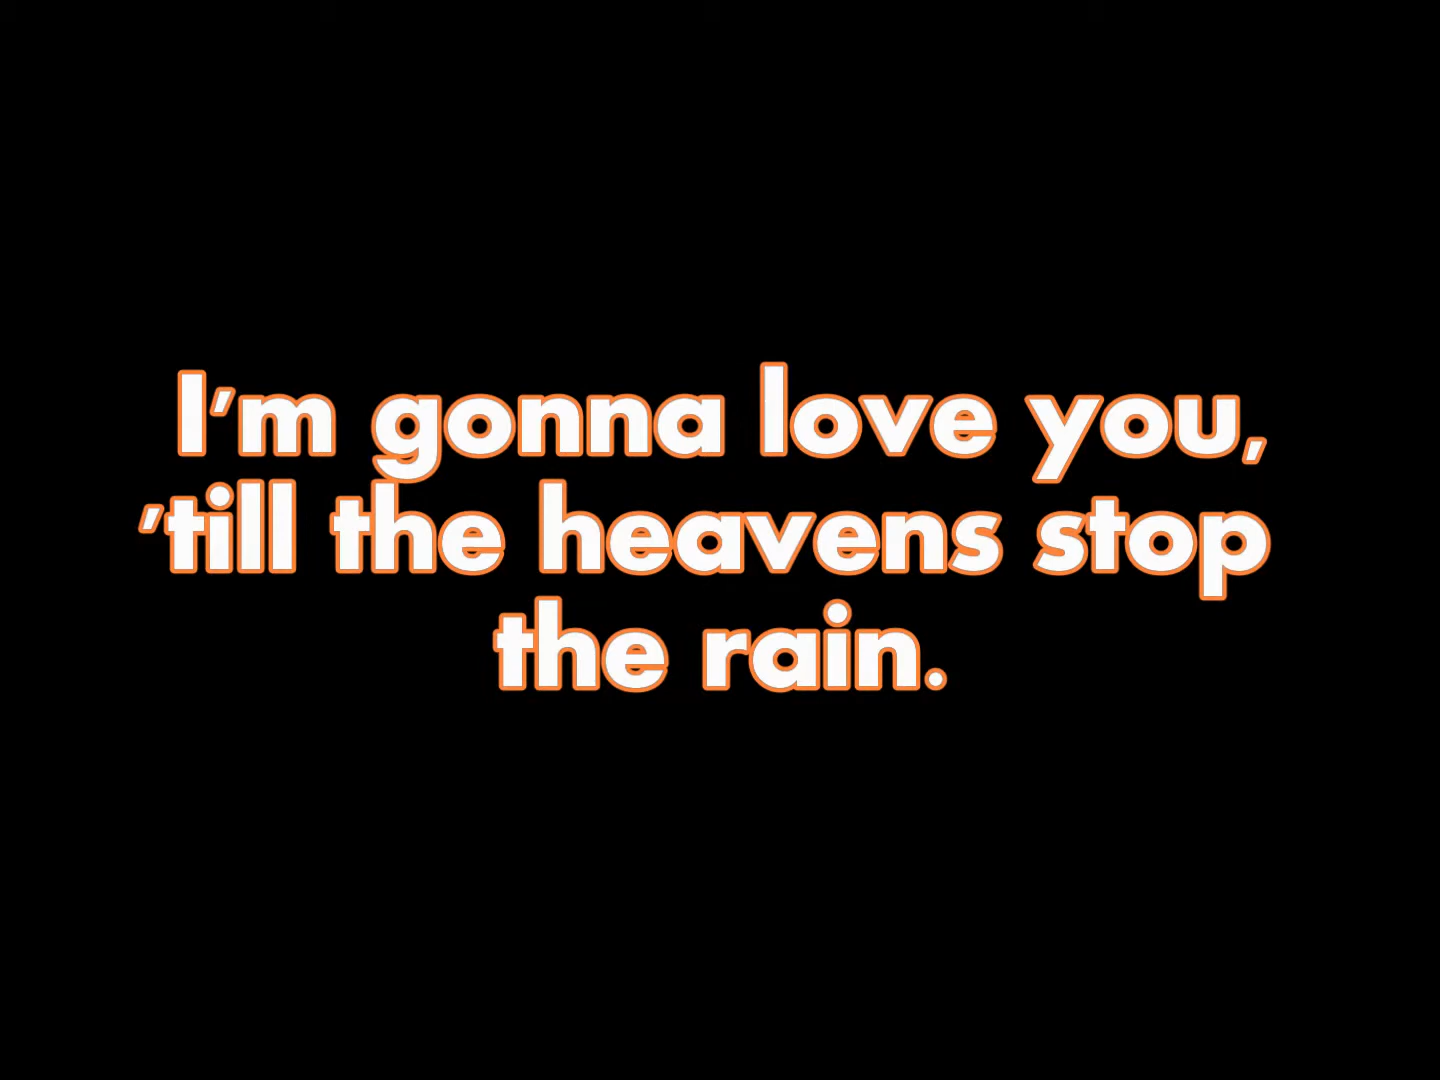 I’m gonna love you,
’till the heavens stop
the rain.